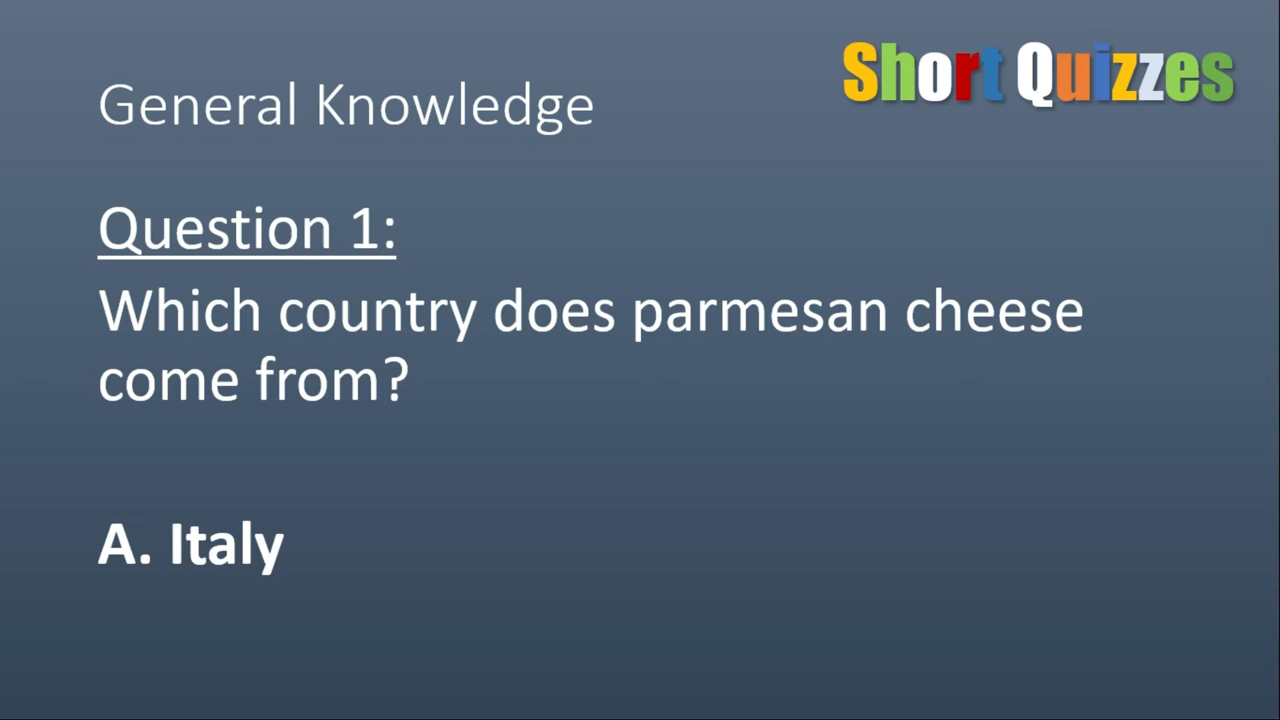 Short Quizzes
General Knowledge
Question 1:
Which country does parmesan cheese
come from?
A. Italy